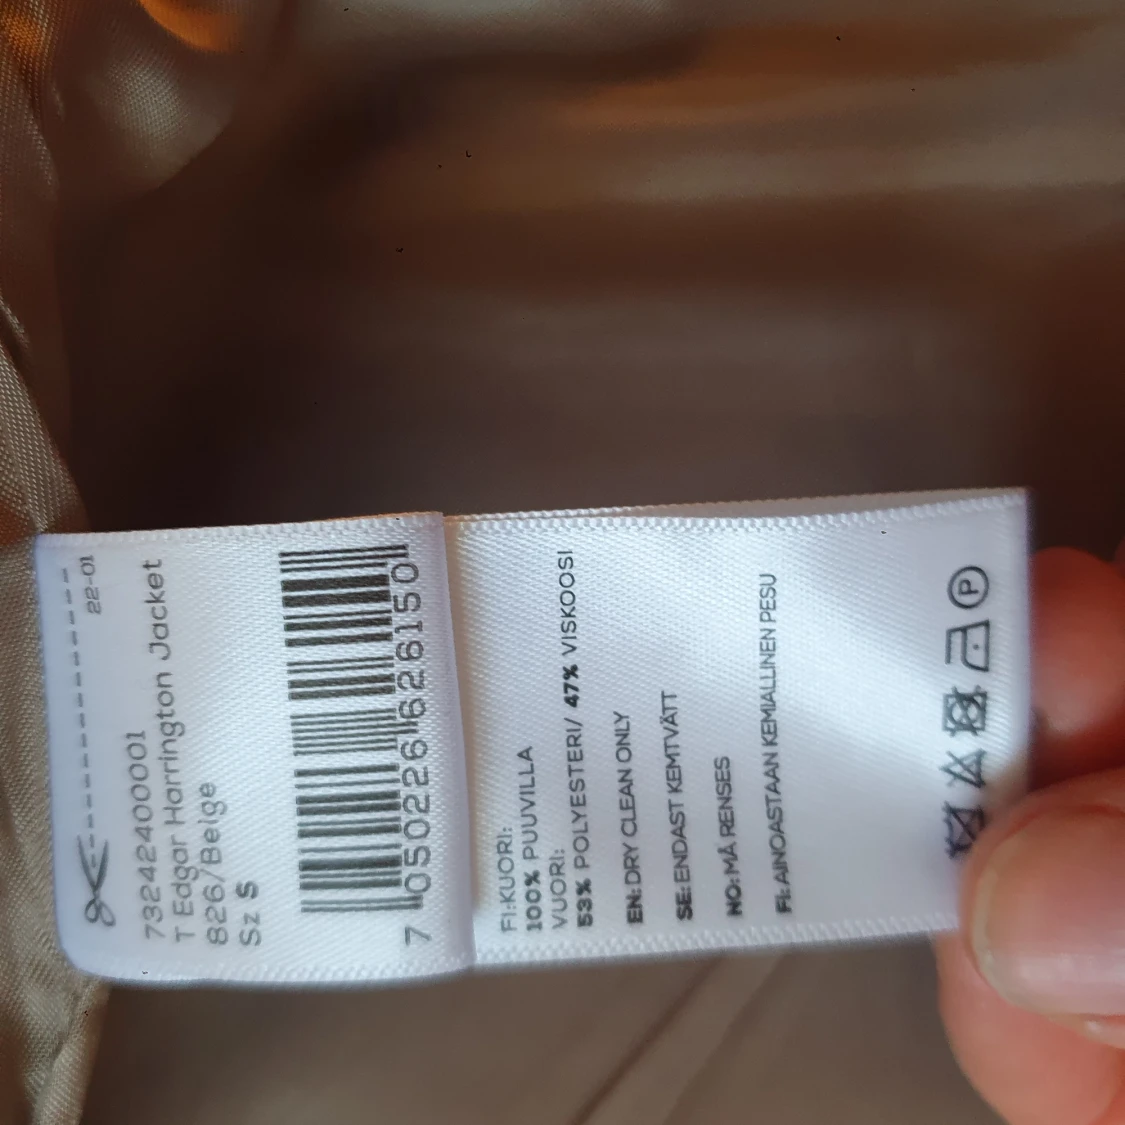 22-01
7324240001
T Edgar Harrington Jacket
826/Beige
Sz S
7 050226 626150
FI:KUORI:
100% PUUVILLA
VUORI:
53% POLYESTERI/ 47% VISKOOSI
EN: DRY CLEAN ONLY
SE: ENDAST KEMTVÄTT
NO: MÅ RENSES
FI: AINOASTAAN KEMIALLINEN PESU
P